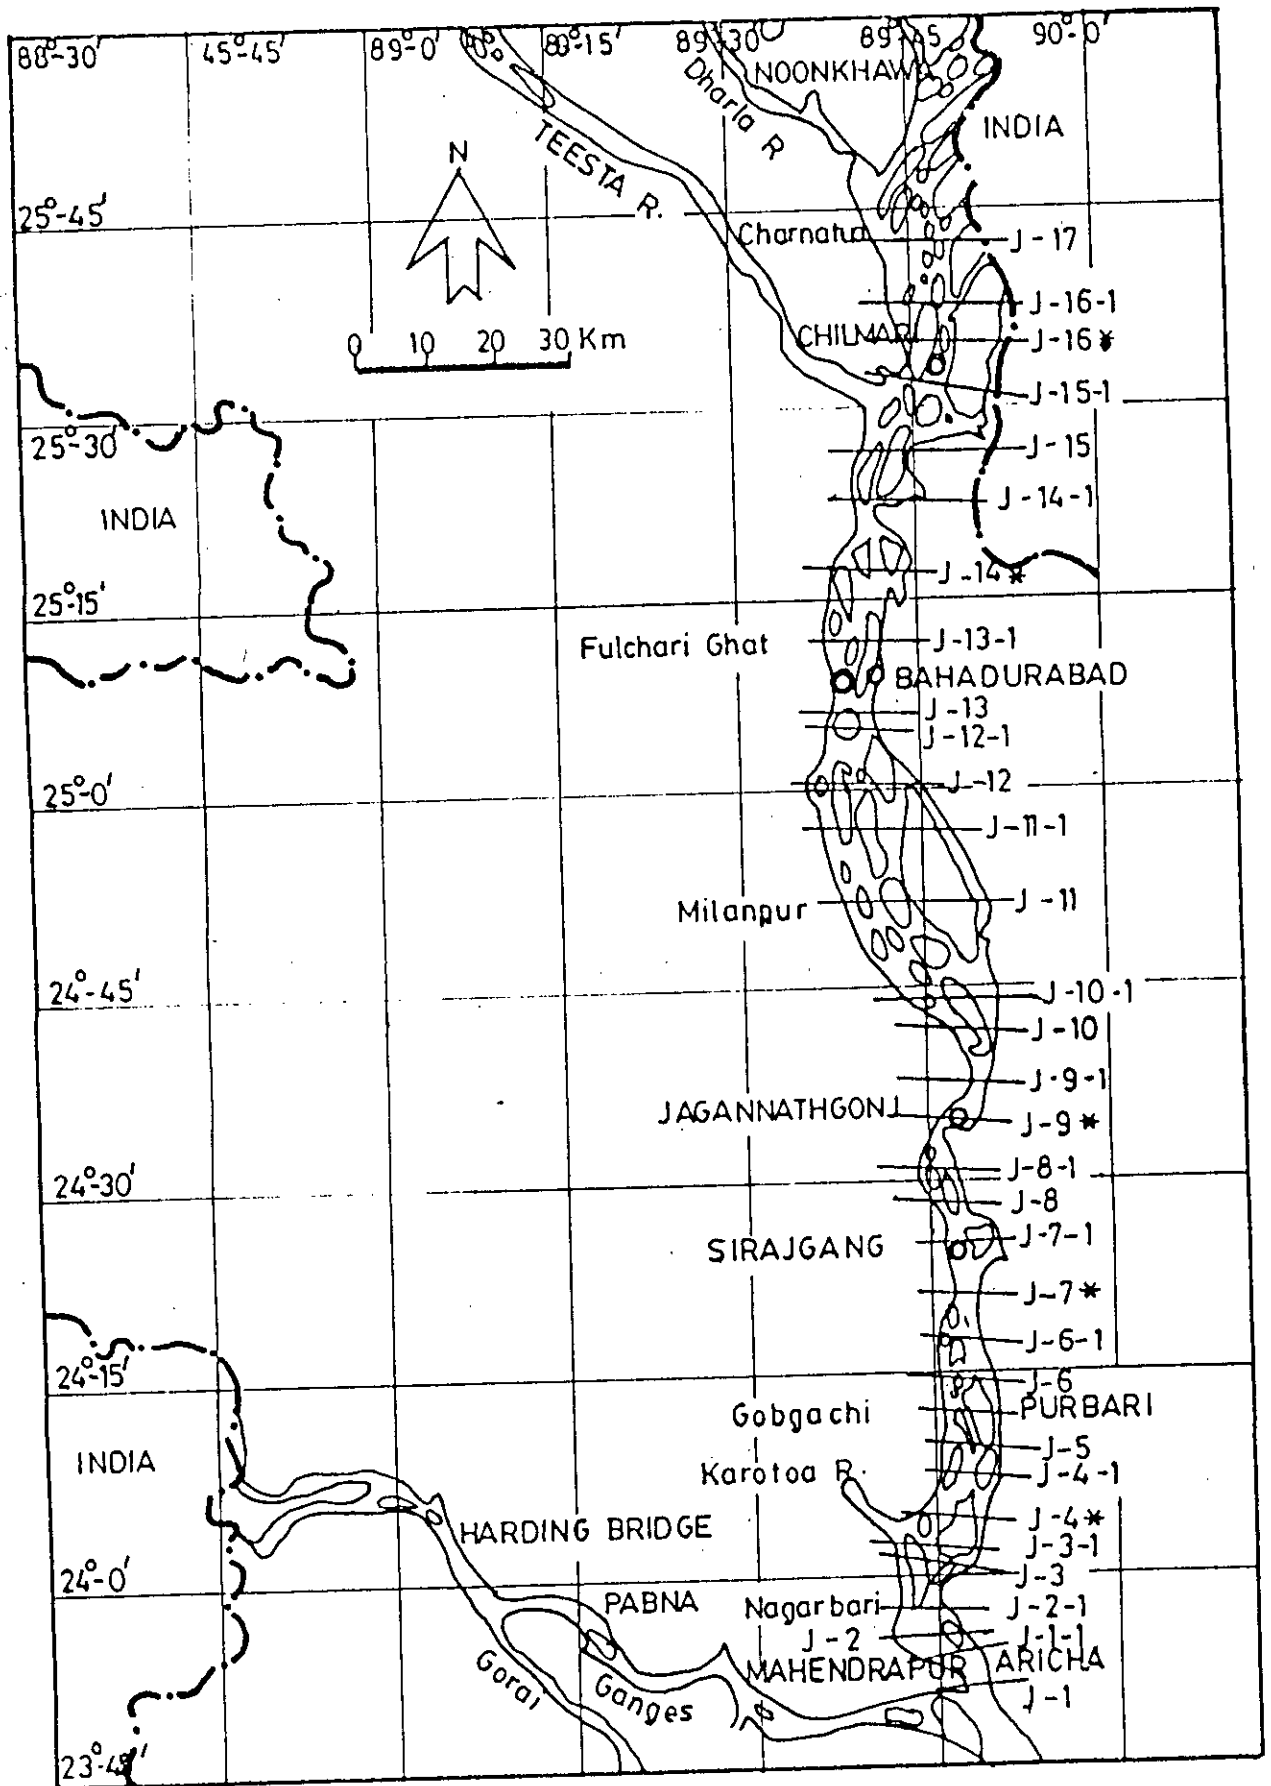 88°-30' 45°-45' 89°-0' 89°-15' 89°-30' 89°-45' 90°-0'
NOONKHAWA
Dharla R
INDIA
TEESTA R.
N
25°-45'
Charnatua
J-17
J-16-1
0 10 20 30 Km
CHILMARI
J-16*
J-15-1
25°-30'
J-15
INDIA
J-14-1
J-14*
25°-15'
Fulchari Ghat
J-13-1
BAHADURABAD
J-13
J-12-1
25°-0'
J-12
J-11-1
Milanpur
J-11
24°-45'
J-10-1
J-10
J-9-1
JAGANNATHGONJ
J-9*
24°-30'
J-8-1
J-8
SIRAJGANG
J-7-1
J-7*
J-6-1
24°-15'
J-6
Gobgachi
PURBARI
J-5
INDIA
Karotoa R.
J-4-1
HARDING BRIDGE
J-4*
J-3-1
24°-0'
J-3
PABNA
Nagarbari
J-2-1
J-2
J-1-1
MAHENDRAPUR ARICHA
Gorai
Ganges
J-1
23°-45'